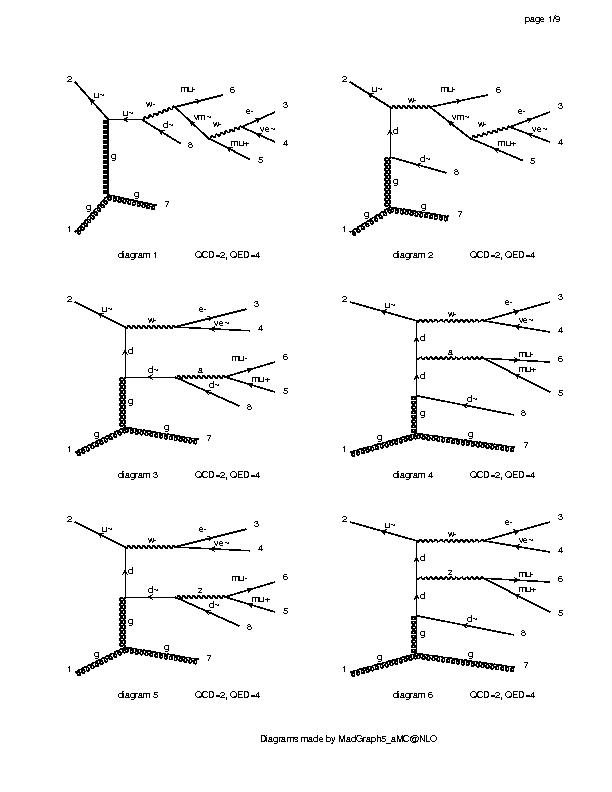 page 1/9
2
u~
w-
mu-
6
u~
vm~
w-
e-
3
ve~
4
d~
8
mu+
5
g
g
g
7
1
diagram 1 QCD=2, QED=4
2
u~
w-
mu-
6
vm~
w-
e-
3
ve~
4
d
mu+
5
d~
8
g
g
g
7
1
diagram 2 QCD=2, QED=4
2
u~
w-
e-
3
ve~
4
d
d~
a
mu-
6
mu+
5
d~
8
g
g
g
7
1
diagram 3 QCD=2, QED=4
2
u~
w-
e-
3
ve~
4
d
a
mu-
6
mu+
5
d
d~
8
g
g
g
7
1
diagram 4 QCD=2, QED=4
2
u~
w-
e-
3
ve~
4
d
d~
z
mu-
6
mu+
5
d~
8
g
g
g
7
1
diagram 5 QCD=2, QED=4
2
u~
w-
e-
3
ve~
4
d
z
mu-
6
mu+
5
d
d~
8
g
g
g
7
1
diagram 6 QCD=2, QED=4
Diagrams made by MadGraph5_aMC@NLO